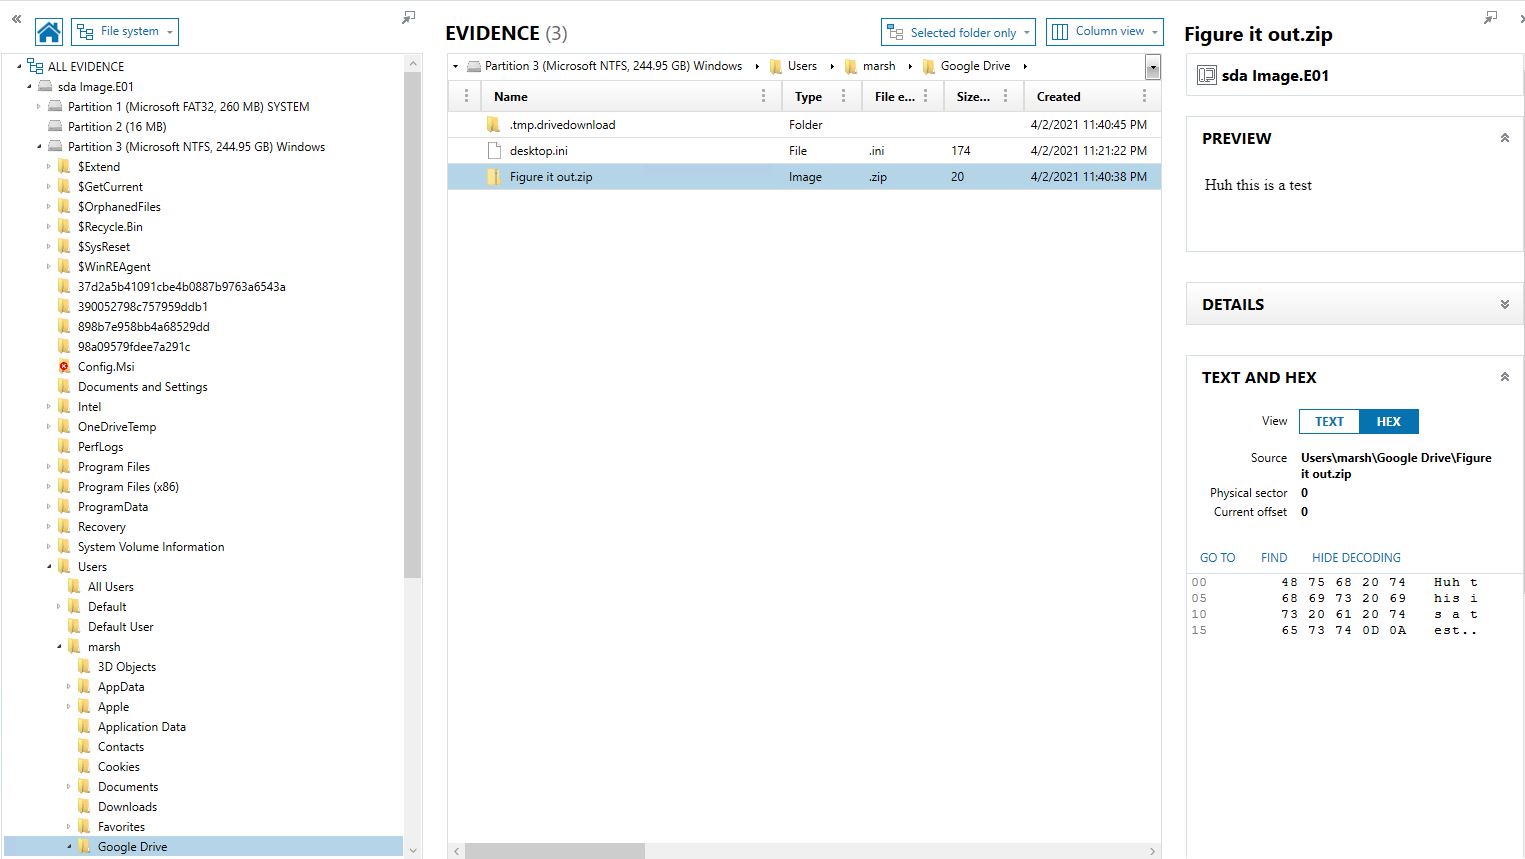 File system
ALL EVIDENCE
sda Image.E01
Partition 1 (Microsoft FAT32, 260 MB) SYSTEM
Partition 2 (16 MB)
Partition 3 (Microsoft NTFS, 244.95 GB) Windows
$Extend
$GetCurrent
$OrphanedFiles
$Recycle.Bin
$SysReset
$WinREAgent
37d2a5b41091cbe4b0887b9763a6543a
390052798c757959ddb1
898b7e958bb4a68529dd
98a09579fdee7a291c
Config.Msi
Documents and Settings
Intel
OneDriveTemp
PerfLogs
Program Files
Program Files (x86)
ProgramData
Recovery
System Volume Information
Users
All Users
Default
Default User
marsh
3D Objects
AppData
Apple
Application Data
Contacts
Cookies
Documents
Downloads
Favorites
Google Drive
EVIDENCE (3)
Selected folder only
Column view
Partition 3 (Microsoft NTFS, 244.95 GB) Windows Users marsh Google Drive
Name Type File e... Size... Created
.tmp.drivedownload Folder 4/2/2021 11:40:45 PM
desktop.ini File .ini 174 4/2/2021 11:21:22 PM
Figure it out.zip Image .zip 20 4/2/2021 11:40:38 PM
Figure it out.zip
sda Image.E01
PREVIEW
Huh this is a test
DETAILS
TEXT AND HEX
View TEXT HEX
Source Users\marsh\Google Drive\Figure
it out.zip
Physical sector 0
Current offset 0
GO TO FIND HIDE DECODING
00 48 75 68 20 74 Huh t
05 68 69 73 20 69 his i
10 73 20 61 20 74 s a t
15 65 73 74 0D 0A est..